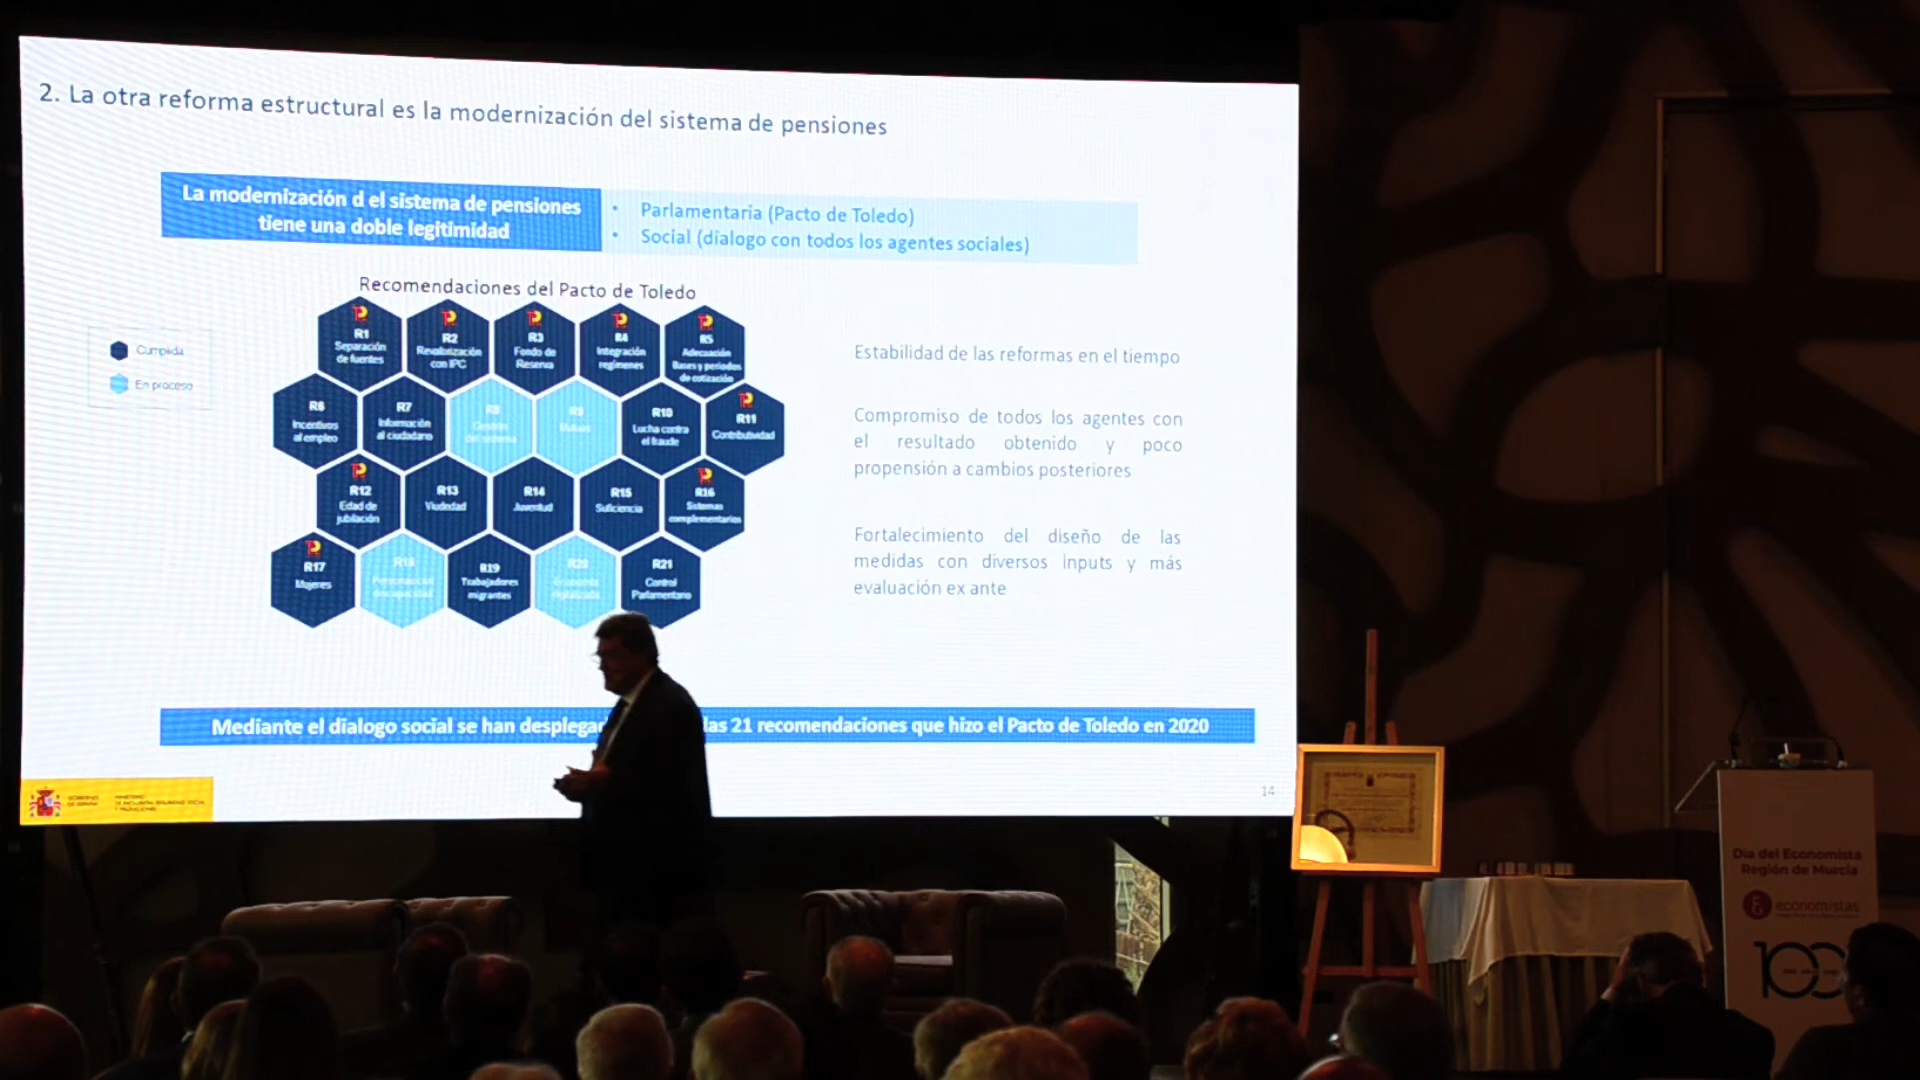 2. La otra reforma estructural es la modernización del sistema de pensiones
La modernización d el sistema de pensiones
tiene una doble legitimidad
• Parlamentaria (Pacto de Toledo)
• Social (dialogo con todos los agentes sociales)
Recomendaciones del Pacto de Toledo
Cumplida
En proceso
R1
Separación
de fuentes
R2
Revalorización
con IPC
R3
Fondo de
Reserva
R4
Integración
regímenes
R5
Adecuación
Bases y periodos
de cotización
R6
Incentivos
al empleo
R7
Información
al ciudadano
R8
Gestión
del sistema
R9
Mutuas
R10
Lucha contra
el fraude
R11
Contributividad
R12
Edad de
jubilación
R13
Viudedad
R14
Juventud
R15
Suficiencia
R16
Sistemas
complementarios
R17
Mujeres
R18
Personas con
discapacidad
R19
Trabajadores
migrantes
R20
Economía
R21
Control
Parlamentario
Estabilidad de las reformas en el tiempo
Compromiso de todos los agentes con
el resultado obtenido y poco
propensión a cambios posteriores
Fortalecimiento del diseño de las
medidas con diversos inputs y más
evaluación ex ante
Mediante el dialogo social se han desplega las 21 recomendaciones que hizo el Pacto de Toledo en 2020
GOBIERNO
DE ESPAÑA
MINISTERIO
DE INCLUSIÓN, SEGURIDAD SOCIAL
Y MIGRACIONES
14
Día del Economista
Región de Murcia
economistas
100